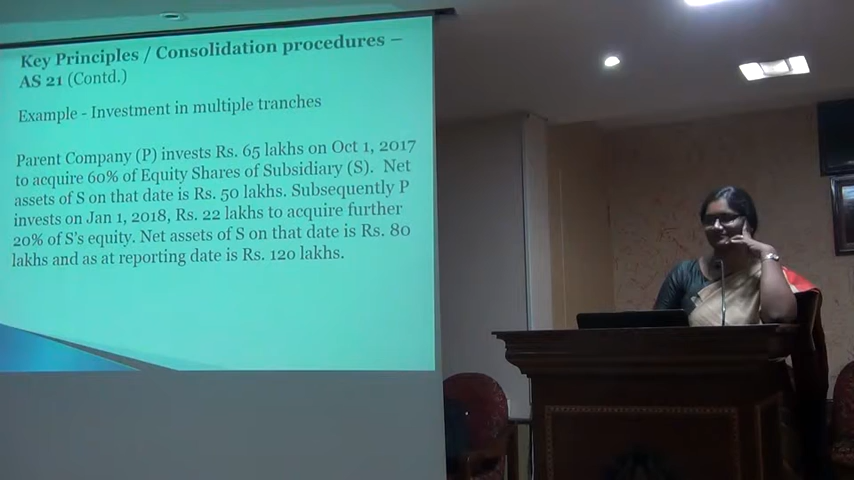 Key Principles / Consolidation procedures –
AS 21 (Contd.)
Example - Investment in multiple tranches
Parent Company (P) invests Rs. 65 lakhs on Oct 1, 2017
to acquire 60% of Equity Shares of Subsidiary (S). Net
assets of S on that date is Rs. 50 lakhs. Subsequently P
invests on Jan 1, 2018, Rs. 22 lakhs to acquire further
20% of S's equity. Net assets of S on that date is Rs. 80
lakhs and as at reporting date is Rs. 120 lakhs.